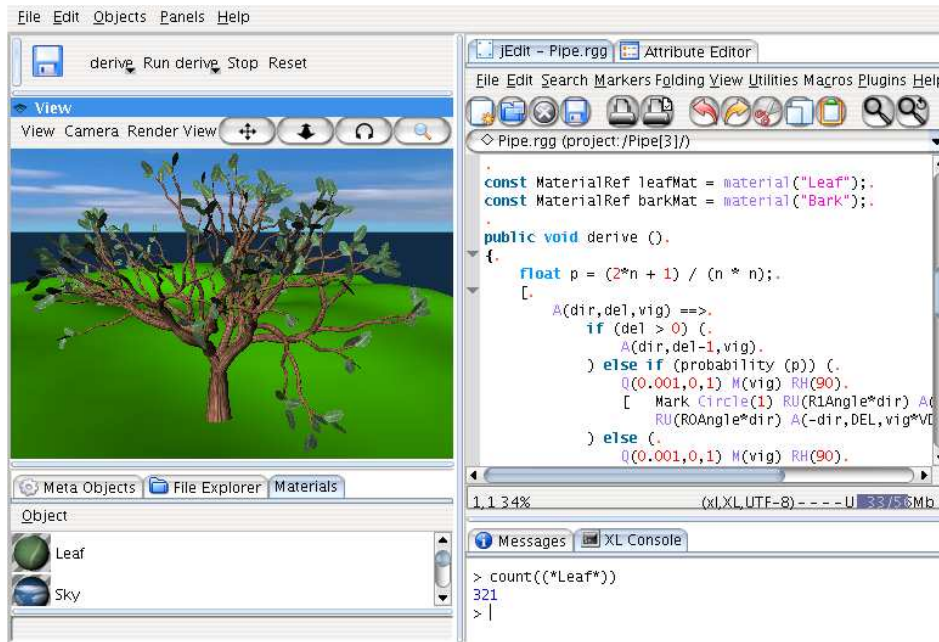 File Edit Objects Panels Help
derive Run derive Stop Reset
View
View Camera Render View
Meta Objects File Explorer Materials
Object
Leaf
Sky
jEdit - Pipe.rgg Attribute Editor
File Edit Search Markers Folding View Utilities Macros Plugins Help
Pipe.rgg (project:/Pipe[3]/)
.
const MaterialRef leafMat = material("Leaf");.
const MaterialRef barkMat = material("Bark");.
.
public void derive ().
{.
float p = (2*n + 1) / (n * n);.
[.
A(dir,del,vig) ==>.
if (del > 0) (.
A(dir,del-1,vig).
) else if (probability (p)) (.
Q(0.001,0,1) M(vig) RH(90).
[ Mark Circle(1) RU(R1Angle*dir) A(
RU(R0Angle*dir) A(-dir,DEL,vig*VD
) else (.
Q(0.001,0,1) M(vig) RH(90).
1,1 34% (xl,XL,UTF-8) - - - - U 33/56Mb
Messages XL Console
> count((*Leaf*))
321
>